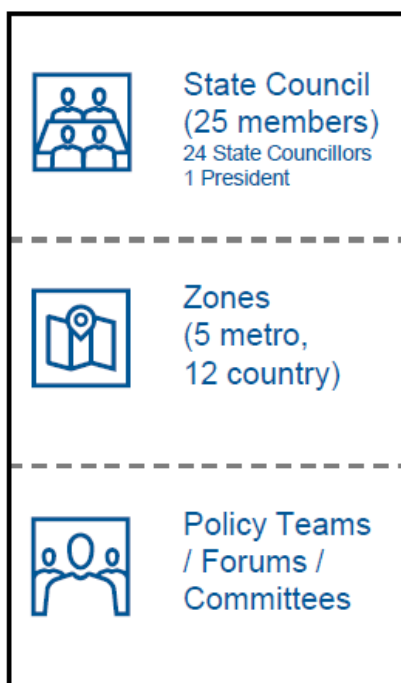 State Council
(25 members)
24 State Councillors
1 President
Zones
(5 metro,
12 country)
Policy Teams
/ Forums /
Committees